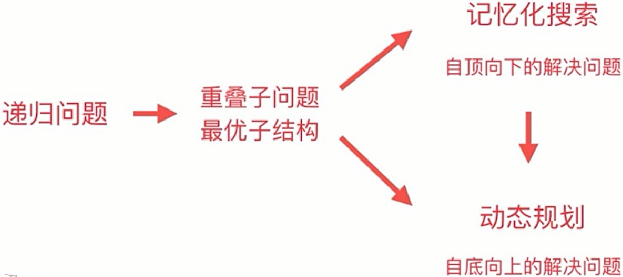 递归问题
重叠子问题
最优子结构
记忆化搜索
自顶向下的解决问题
动态规划
自底向上的解决问题